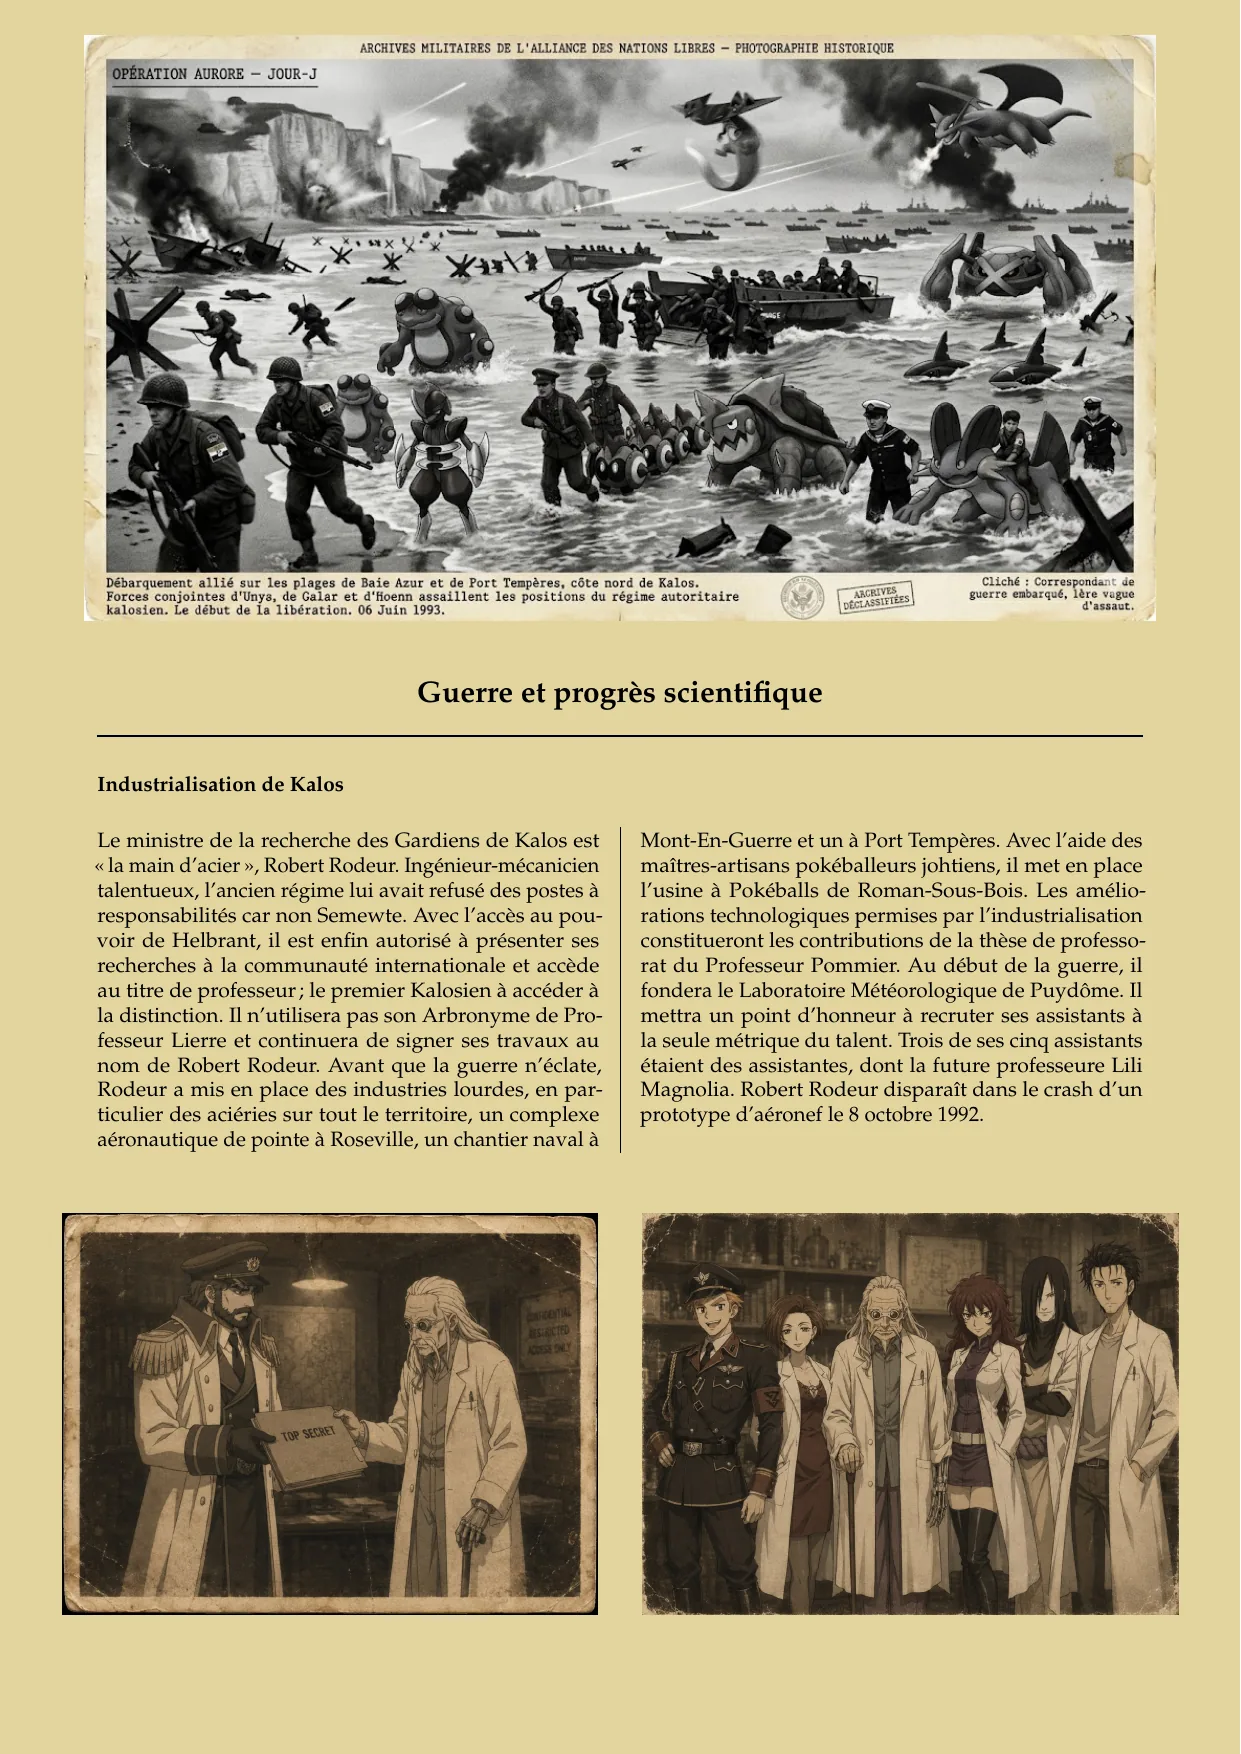 ARCHIVES MILITAIRES DE L'ALLIANCE DES NATIONS LIBRES — PHOTOGRAPHIE HISTORIQUE
OPÉRATION AURORE — JOUR-J
Débarquement allié sur les plages de Baie Azur et de Port Tempères, côte nord de Kalos.
Forces conjointes d'Unys, de Galar et d'Hoenn assaillent les positions du régime autoritaire
kalosien. Le début de la libération. 06 Juin 1993.
ARCHIVES
DÉCLASSIFIÉES
Cliché : Correspondant de
guerre embarqué, 1ère vague
d'assaut.
Guerre et progrès scientifique
Industrialisation de Kalos
Le ministre de la recherche des Gardiens de Kalos est
« la main d'acier », Robert Rodeur. Ingénieur-mécanicien
talentueux, l'ancien régime lui avait refusé des postes à
responsabilités car non Semewte. Avec l'accès au pou-
voir de Helbrant, il est enfin autorisé à présenter ses
recherches à la communauté internationale et accède
au titre de professeur ; le premier Kalosien à accéder à
la distinction. Il n'utilisera pas son Arbronyme de Pro-
fesseur Lierre et continuera de signer ses travaux au
nom de Robert Rodeur. Avant que la guerre n'éclate,
Rodeur a mis en place des industries lourdes, en par-
ticulier des aciéries sur tout le territoire, un complexe
aéronautique de pointe à Roseville, un chantier naval à
Mont-En-Guerre et un à Port Tempères. Avec l'aide des
maîtres-artisans pokéballeurs johtiens, il met en place
l'usine à Pokéballs de Roman-Sous-Bois. Les amélio-
rations technologiques permises par l'industrialisation
constitueront les contributions de la thèse de professo-
rat du Professeur Pommier. Au début de la guerre, il
fondera le Laboratoire Météorologique de Puydôme. Il
mettra un point d'honneur à recruter ses assistants à
la seule métrique du talent. Trois de ses cinq assistants
étaient des assistantes, dont la future professeure Lili
Magnolia. Robert Rodeur disparaît dans le crash d'un
prototype d'aéronef le 8 octobre 1992.
TOP SECRET
CONFIDENTIAL
RESTRICTED
ACCESS ONLY